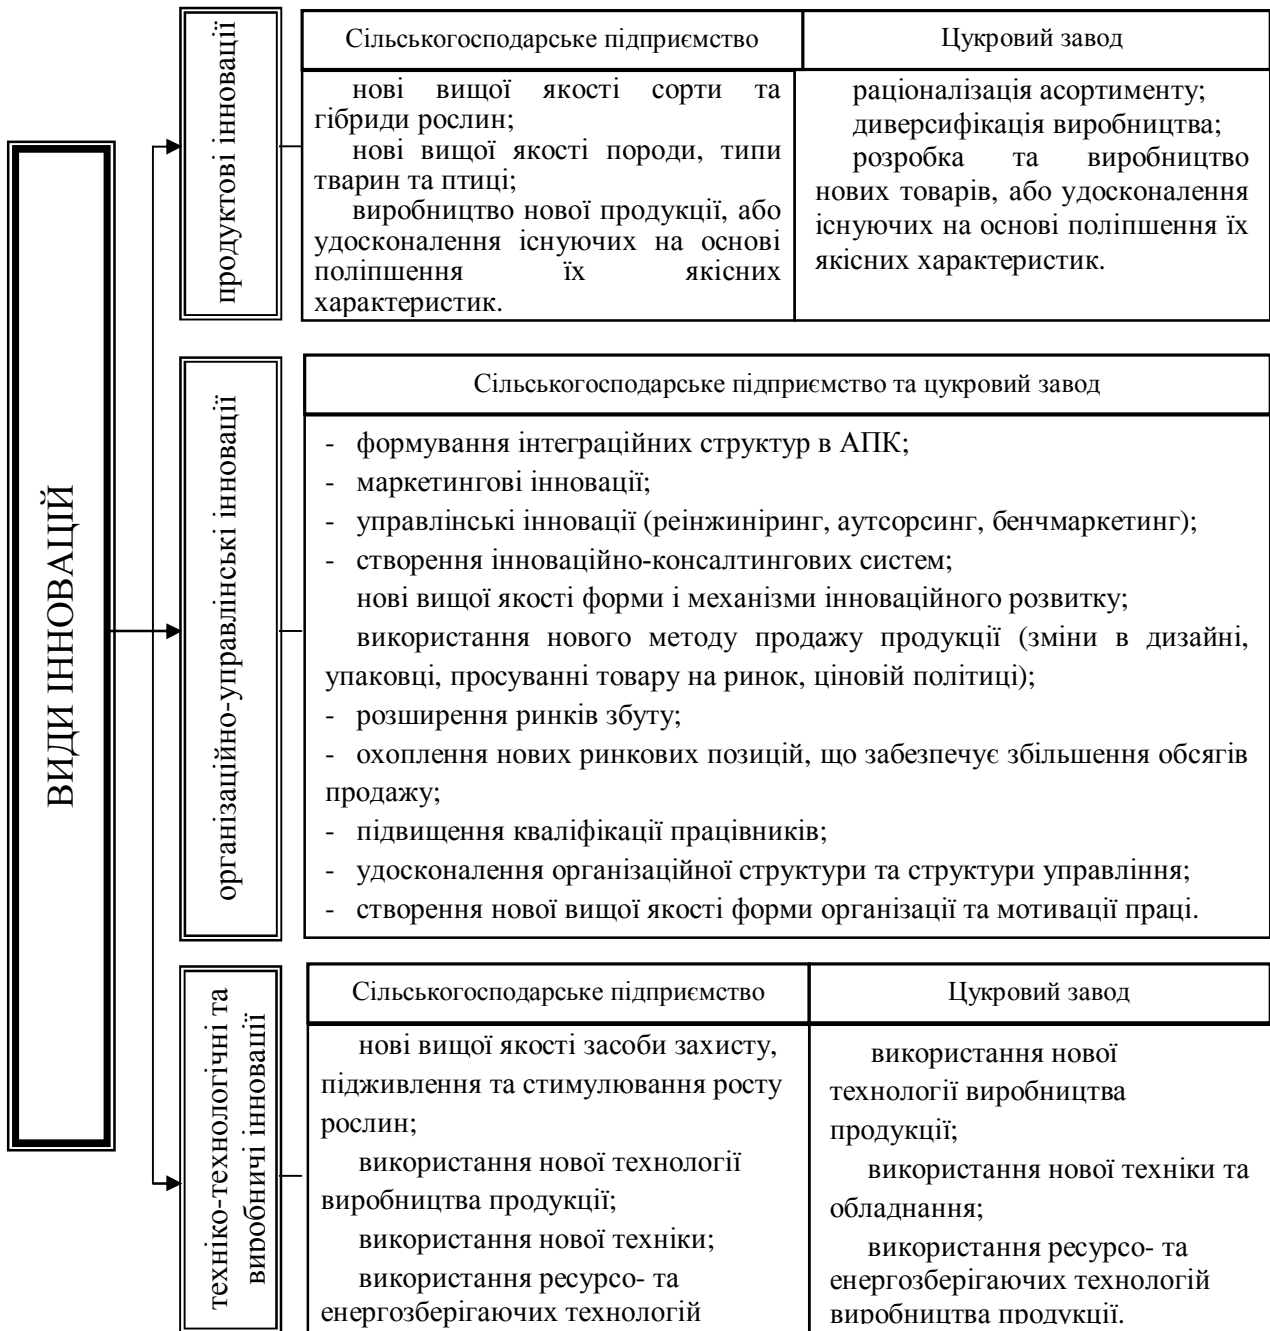 ВИДИ ІННОВАЦІЙ
продуктові інновації
Сільськогосподарське підприємство
Цукровий завод
нові вищої якості сорти та
гібриди рослин;
нові вищої якості породи, типи
тварин та птиці;
виробництво нової продукції, або
удосконалення існуючих на основі
поліпшення їх якісних
характеристик.
раціоналізація асортименту;
диверсифікація виробництва;
розробка та виробництво
нових товарів, або удосконалення
існуючих на основі поліпшення їх
якісних характеристик.
організаційно-управлінські інновації
Сільськогосподарське підприємство та цукровий завод
- формування інтеграційних структур в АПК;
- маркетингові інновації;
- управлінські інновації (реінжиніринг, аутсорсинг, бенчмаркетинг);
- створення інноваційно-консалтингових систем;
нові вищої якості форми і механізми інноваційного розвитку;
використання нового методу продажу продукції (зміни в дизайні,
упаковці, просуванні товару на ринок, ціновій політиці);
- розширення ринків збуту;
- охоплення нових ринкових позицій, що забезпечує збільшення обсягів
продажу;
- підвищення кваліфікації працівників;
- удосконалення організаційної структури та структури управління;
- створення нової вищої якості форми організації та мотивації праці.
техніко-технологічні та
виробничі інновації
Сільськогосподарське підприємство
Цукровий завод
нові вищої якості засоби захисту,
підживлення та стимулювання росту
рослин;
використання нової технології
виробництва продукції;
використання нової техніки;
використання ресурсо- та
енергозберігаючих технологій
використання нової
технології виробництва
продукції;
використання нової техніки та
обладнання;
використання ресурсо- та
енергозберігаючих технологій
виробництва продукції.